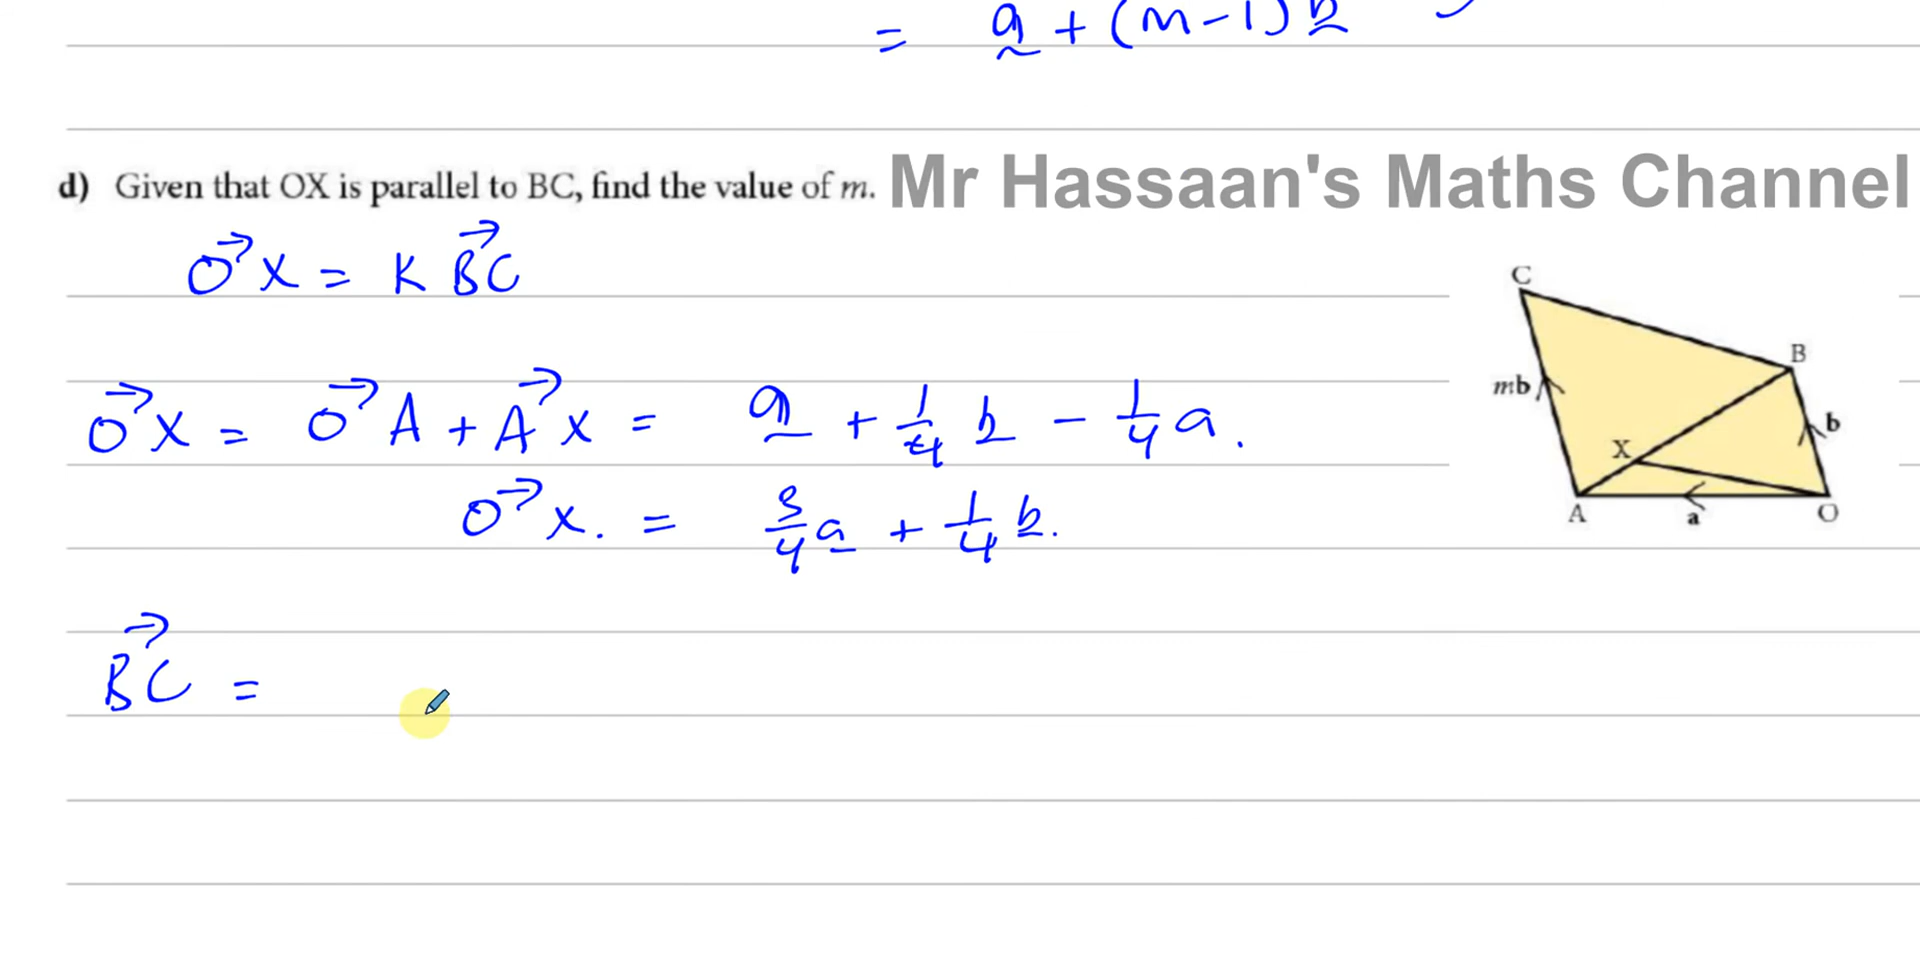 = a + (m-1) b
d) Given that OX is parallel to BC, find the value of m.
Mr Hassaan's Maths Channel
OX = K BC
OX = OA + AX = a + 1/4 b - 1/4 a.
OX. = 3/4 a + 1/4 b.
BC =
C
B
mb
b
X
A
a
O